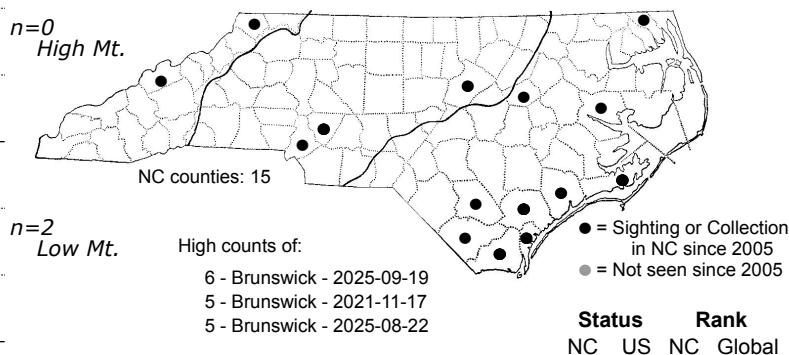 n=0
High Mt.
NC counties: 15
n=2
Low Mt.
High counts of:
6 - Brunswick - 2025-09-19
5 - Brunswick - 2021-11-17
5 - Brunswick - 2025-08-22
● = Sighting or Collection
in NC since 2005
● = Not seen since 2005
Status Rank
NC US NC Global